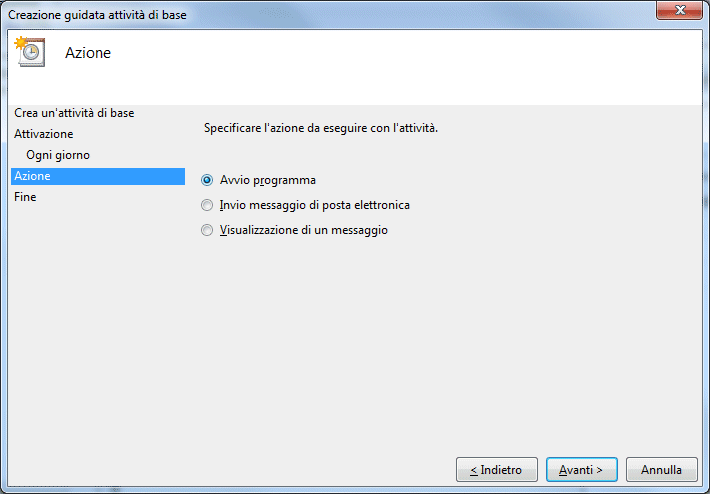 Creazione guidata attività di base
Azione
Crea un'attività di base
Attivazione
Ogni giorno
Azione
Fine
Specificare l'azione da eseguire con l'attività.
Avvio programma
Invio messaggio di posta elettronica
Visualizzazione di un messaggio
< Indietro
Avanti >
Annulla